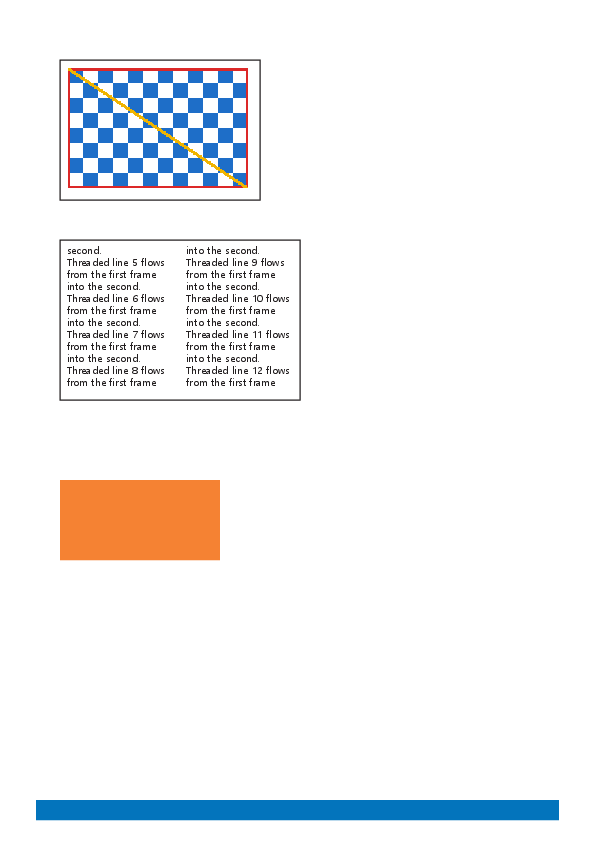 second.
Threaded line 5 flows
from the first frame
into the second.
Threaded line 6 flows
from the first frame
into the second.
Threaded line 7 flows
from the first frame
into the second.
Threaded line 8 flows
from the first frame
into the second.
Threaded line 9 flows
from the first frame
into the second.
Threaded line 10 flows
from the first frame
into the second.
Threaded line 11 flows
from the first frame
into the second.
Threaded line 12 flows
from the first frame